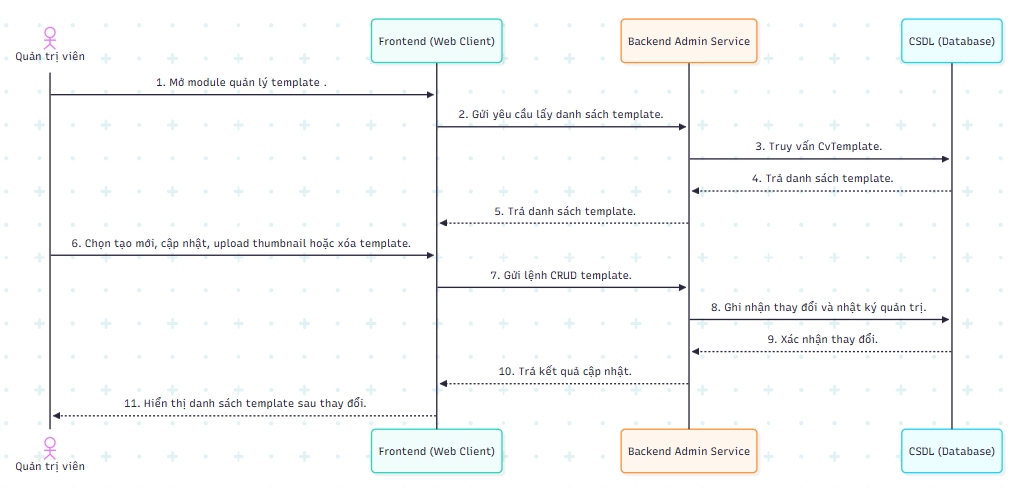 Quản trị viên
Frontend (Web Client)
Backend Admin Service
CSDL (Database)
1. Mở module quản lý template .
2. Gửi yêu cầu lấy danh sách template.
3. Truy vấn CvTemplate.
4. Trả danh sách template.
5. Trả danh sách template.
6. Chọn tạo mới, cập nhật, upload thumbnail hoặc xóa template.
7. Gửi lệnh CRUD template.
8. Ghi nhận thay đổi và nhật ký quản trị.
9. Xác nhận thay đổi.
10. Trả kết quả cập nhật.
11. Hiển thị danh sách template sau thay đổi.
Quản trị viên
Frontend (Web Client)
Backend Admin Service
CSDL (Database)